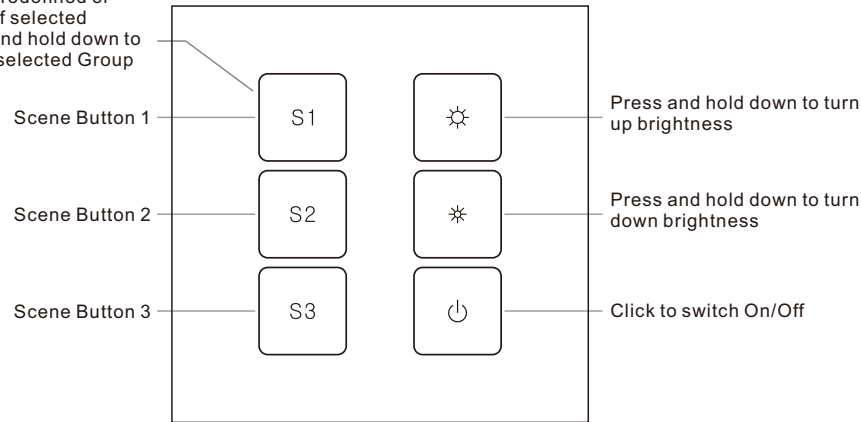 f selected
nd hold down to
selected Group
Scene Button 1
Scene Button 2
Scene Button 3
S1
S2
S3
Press and hold down to turn
up brightness
Press and hold down to turn
down brightness
Click to switch On/Off